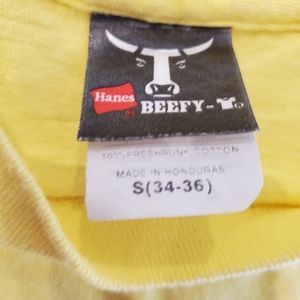 Hanes
BEEFY-T
100% PRESHRUNK COTTON
MADE IN HONDURAS
S(34-36)